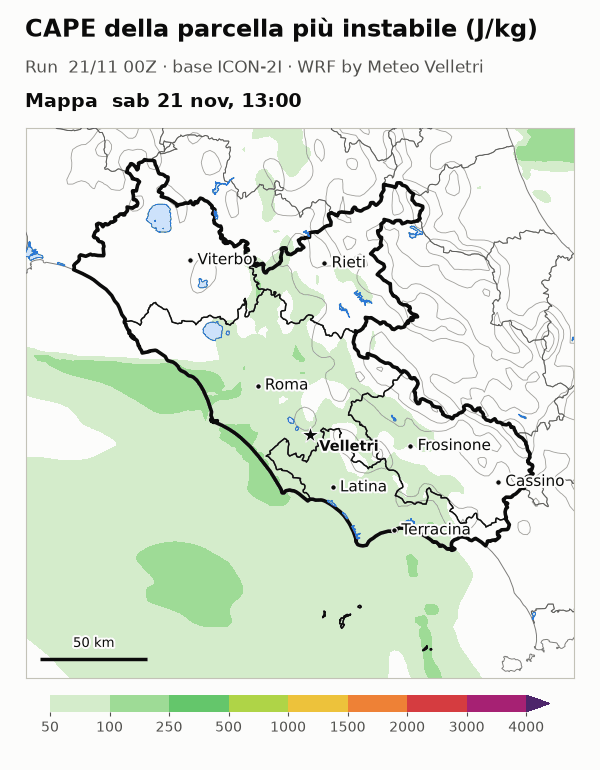 CAPE della parcella più instabile (J/kg)
Run  21/11 00Z · base ICON-2I · WRF by Meteo Velletri
Mappa  sab 21 nov, 13:00
Viterbo
Rieti
Roma
Velletri
Frosinone
Cassino
Latina
Terracina
50 km
50 100 250 500 1000 1500 2000 3000 4000